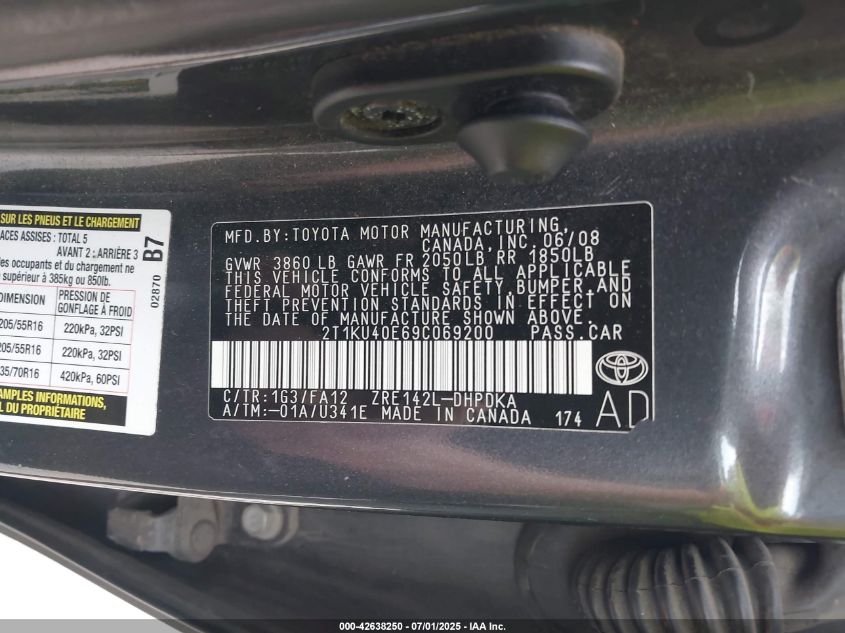 SUR LES PNEUS ET LE CHARGEMENT
ACES ASSISES : TOTAL 5
AVANT 2 : ARRIÈRE 3
es occupants et du chargement ne
supérieur à 385kg ou 850lb.
DIMENSION PRESSION DE GONFLAGE À FROID
205/55R16 220kPa, 32PSI
205/55R16 220kPa, 32PSI
35/70R16 420kPa, 60PSI
AMPLES INFORMATIONS,
DU PROPRIÉTAIRE
B7
02870
MFD.BY:TOYOTA MOTOR MANUFACTURING,
CANADA,INC.06/08
GVWR 3860 LB GAWR FR 2050LB RR 1850LB
THIS VEHICLE CONFORMS TO ALL APPLICABLE
FEDERAL MOTOR VEHICLE SAFETY,BUMPER,AND
THEFT PREVENTION STANDARDS IN EFFECT ON
THE DATE OF MANUFACTURE SHOWN ABOVE.
2T1KU40E69C069200 PASS.CAR
C/TR:1G3/FA12 ZRE142L-DHPDKA
A/TM:-01A/U341E MADE IN CANADA 174
AD
000-42638250 - 07/01/2025 - IAA Inc.